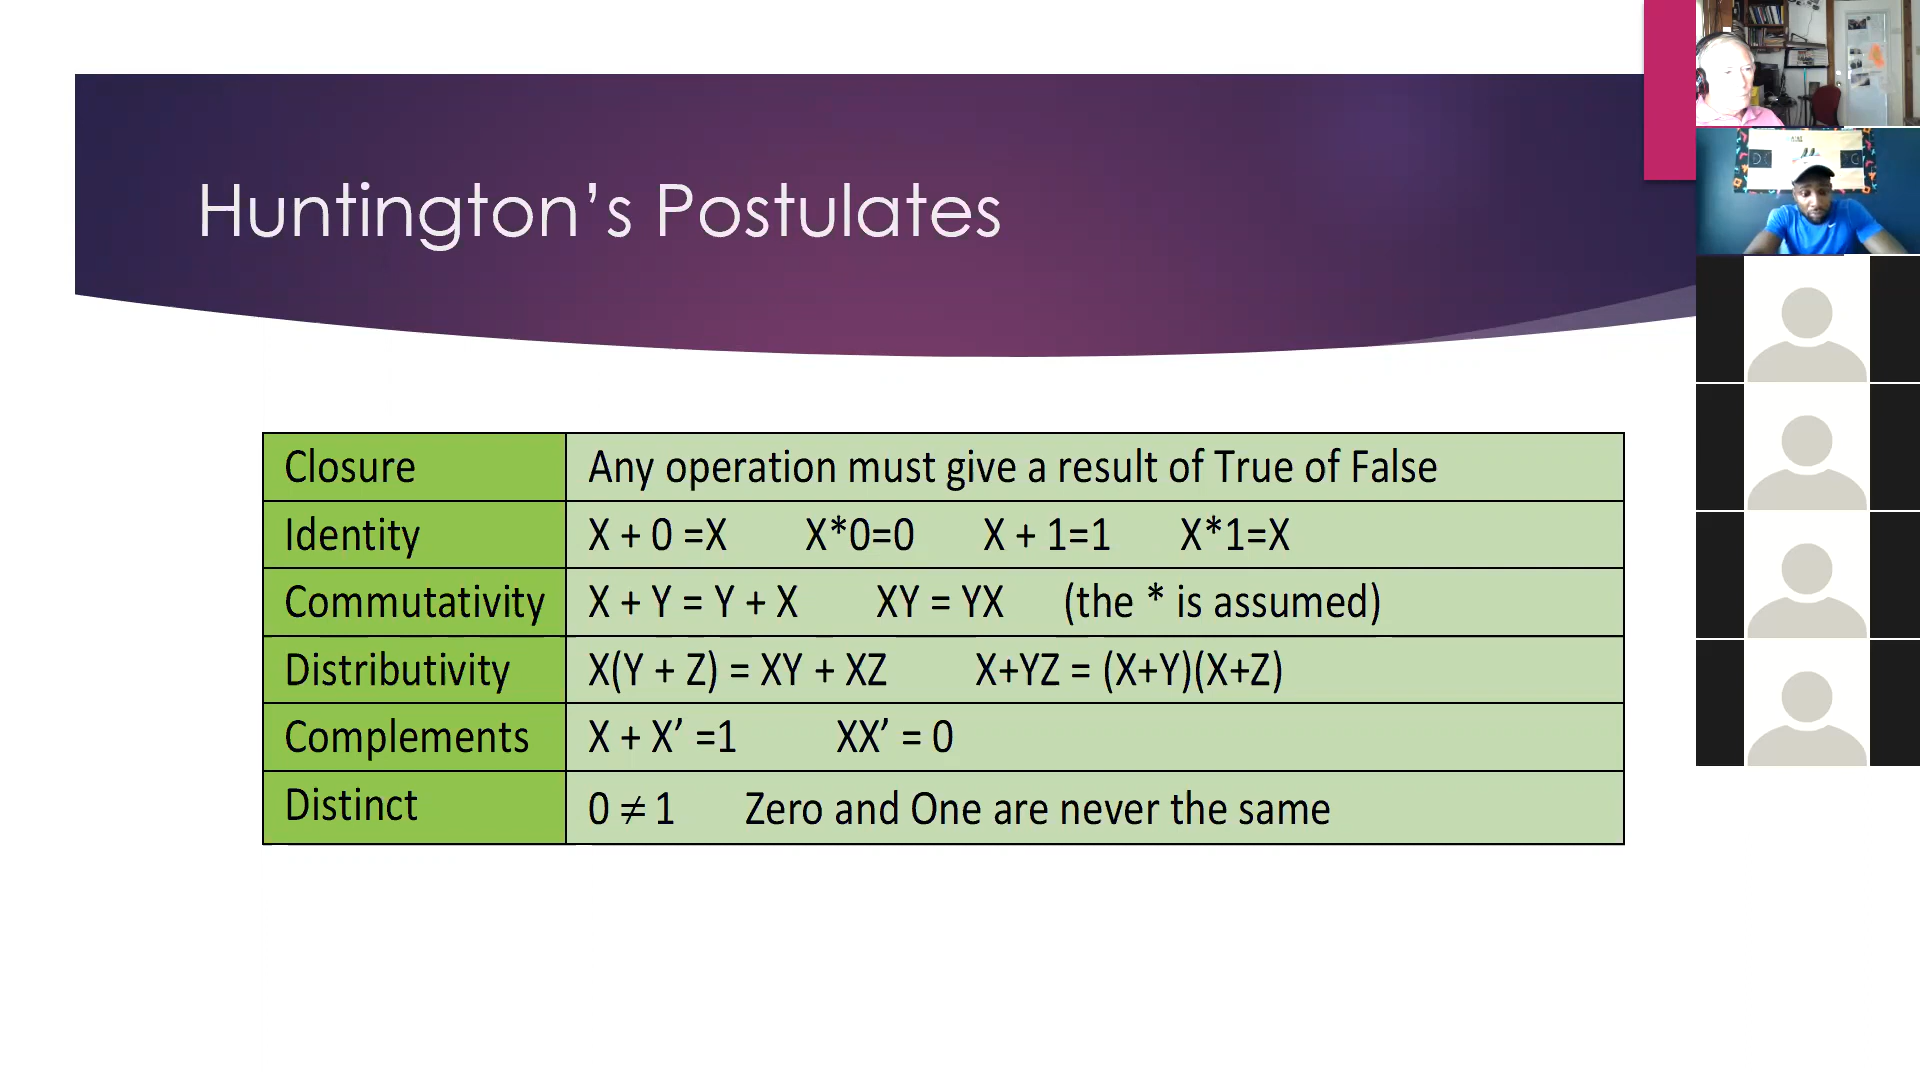 Huntington’s Postulates
Closure Any operation must give a result of True of False
Identity X + 0 =X X*0=0 X + 1=1 X*1=X
Commutativity X + Y = Y + X XY = YX (the * is assumed)
Distributivity X(Y + Z) = XY + XZ X+YZ = (X+Y)(X+Z)
Complements X + X’ =1 XX’ = 0
Distinct 0 ≠ 1 Zero and One are never the same